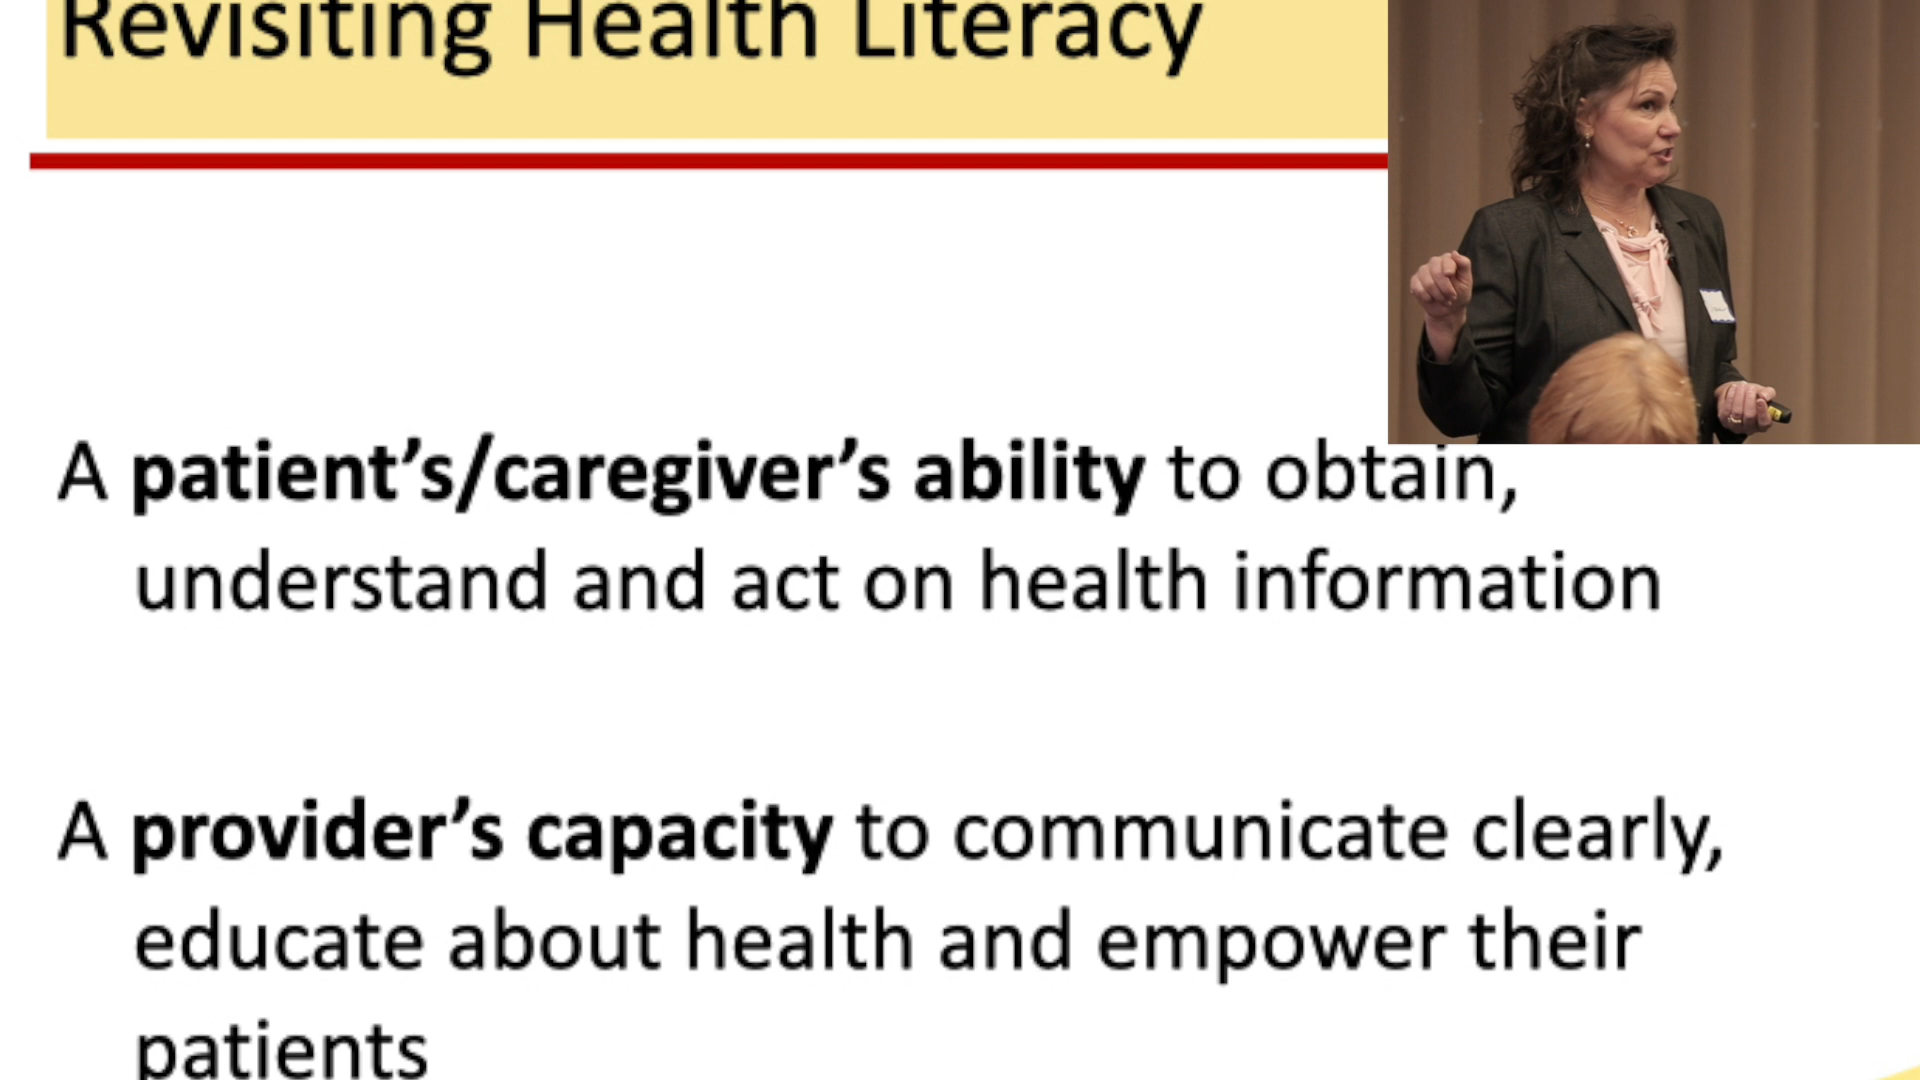 Revisiting Health Literacy
A patient’s/caregiver’s ability to obtain,
understand and act on health information
A provider’s capacity to communicate clearly,
educate about health and empower their
patients